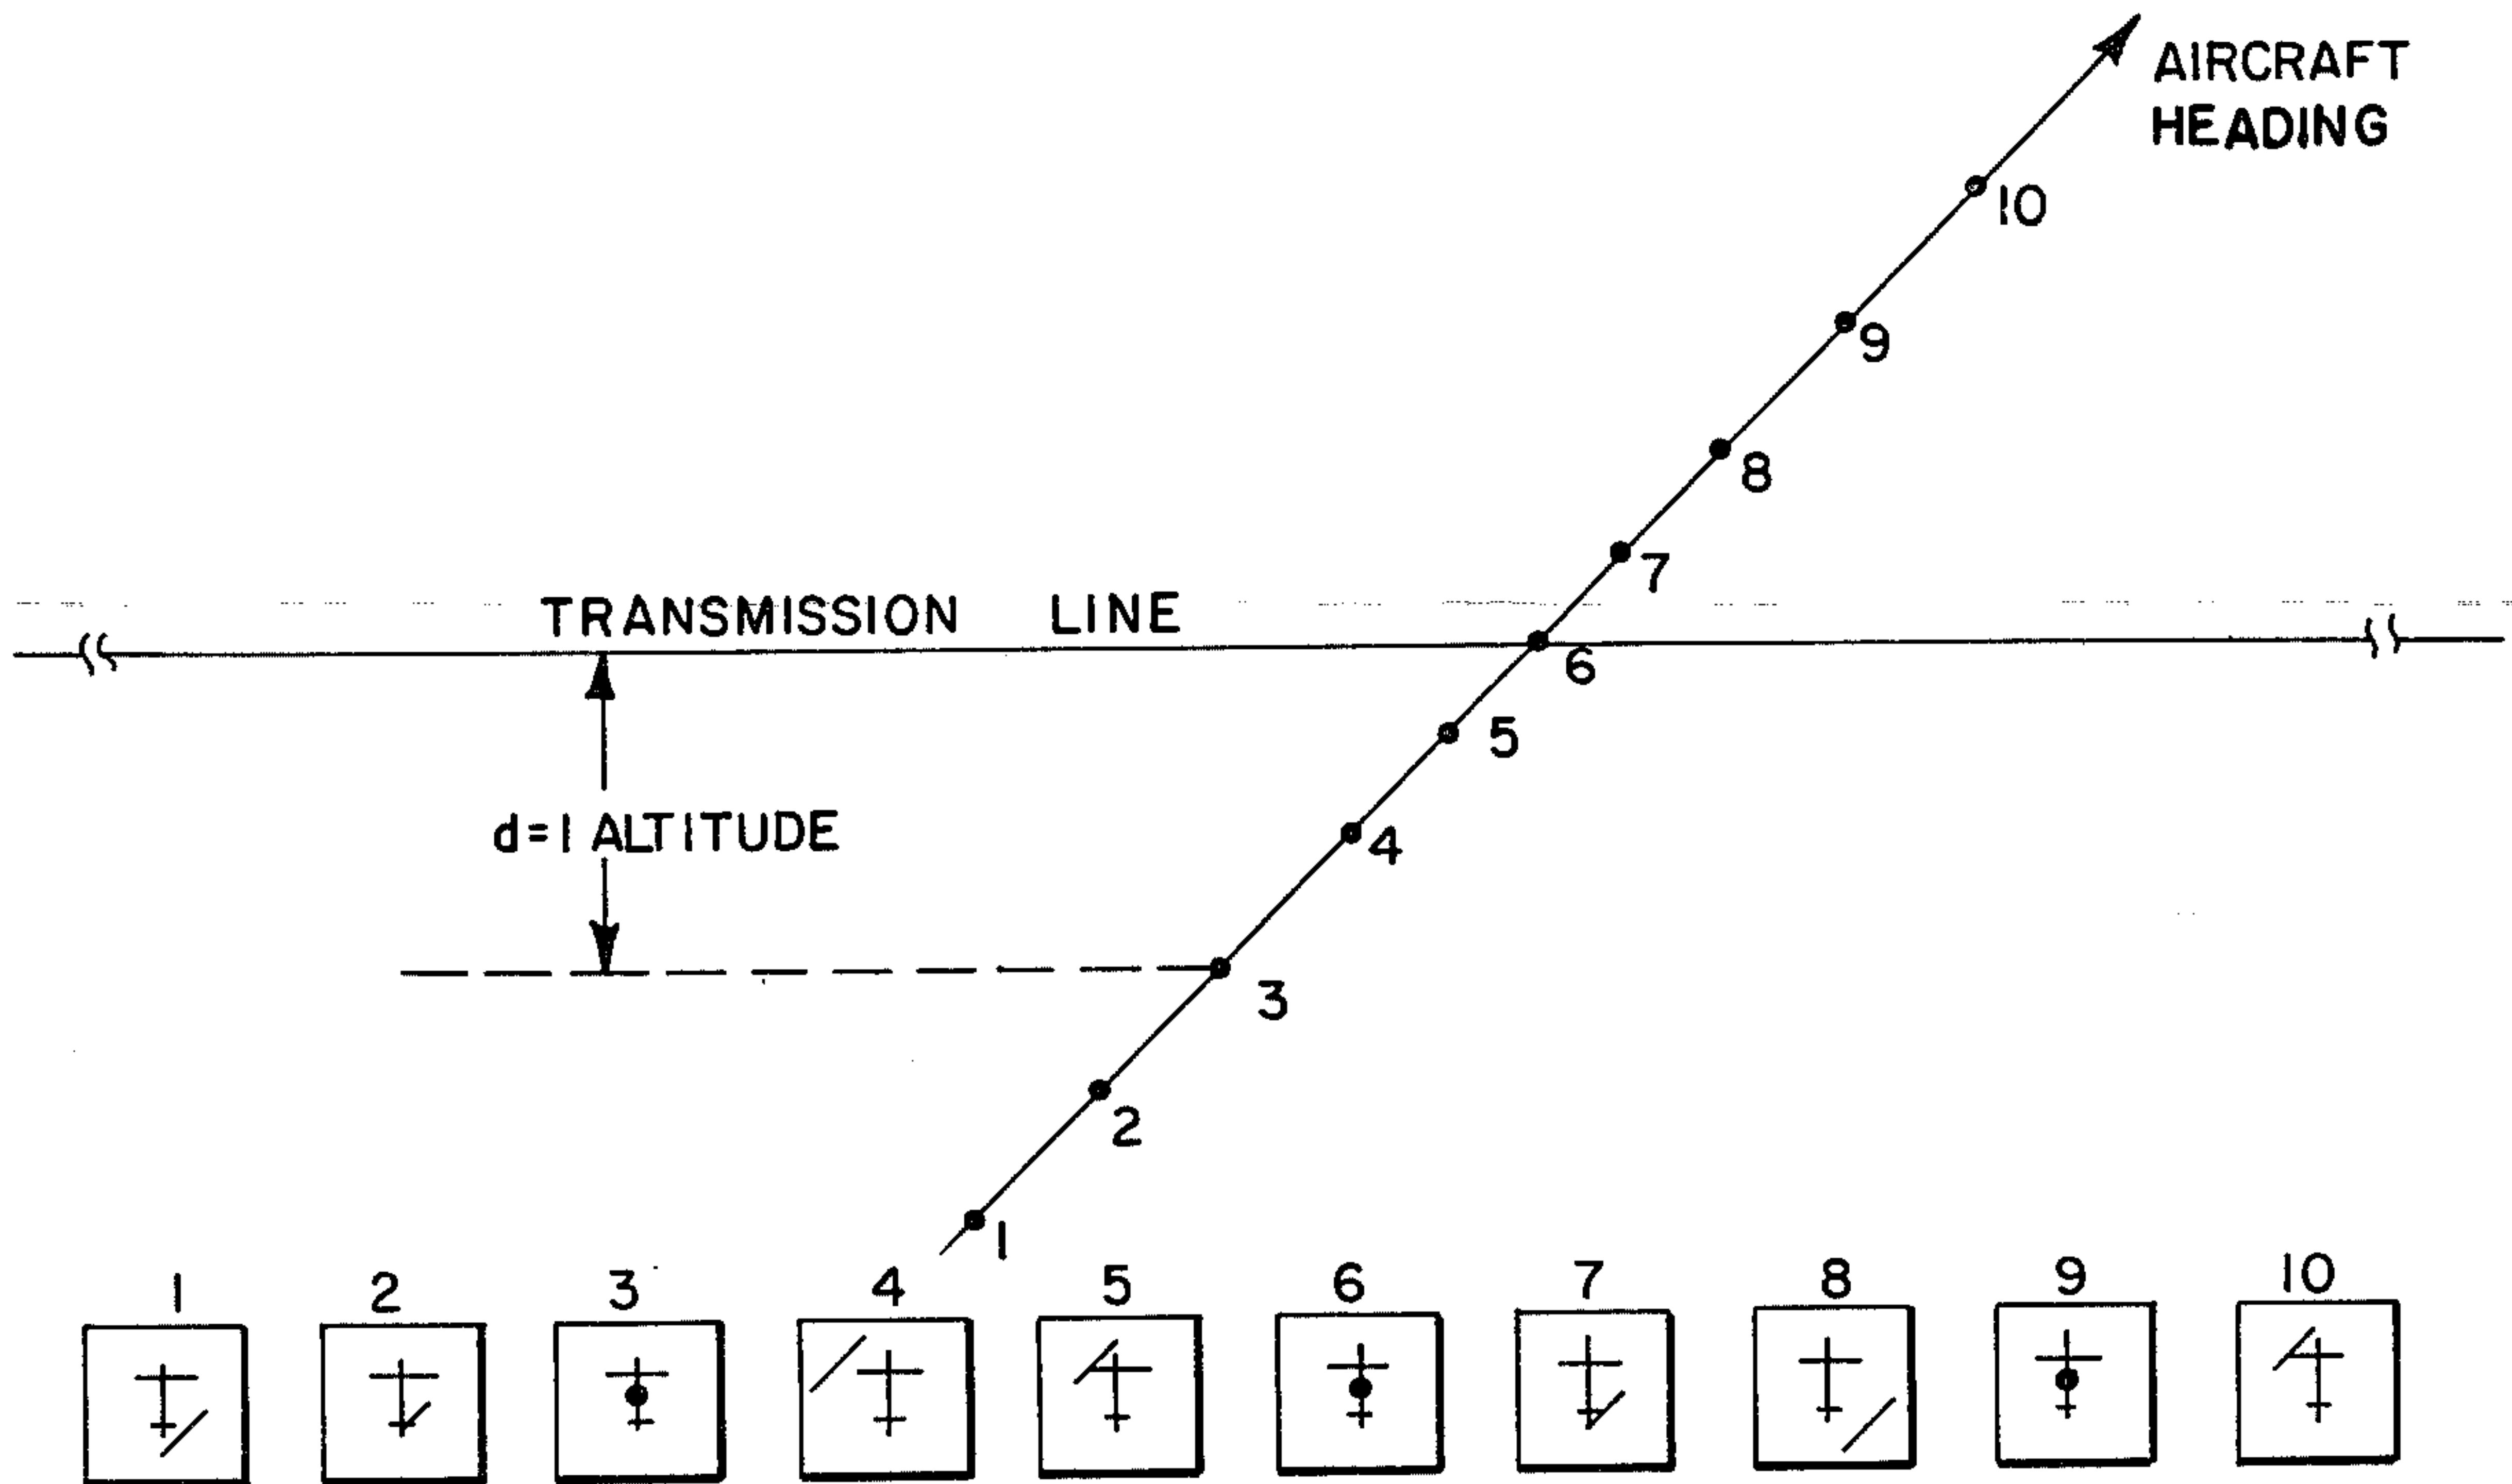 AIRCRAFT
HEADING
10
9
8
7
TRANSMISSION LINE
6
5
d=1 ALTITUDE
4
3
2
1
1 2 3 4 5 6 7 8 9 10